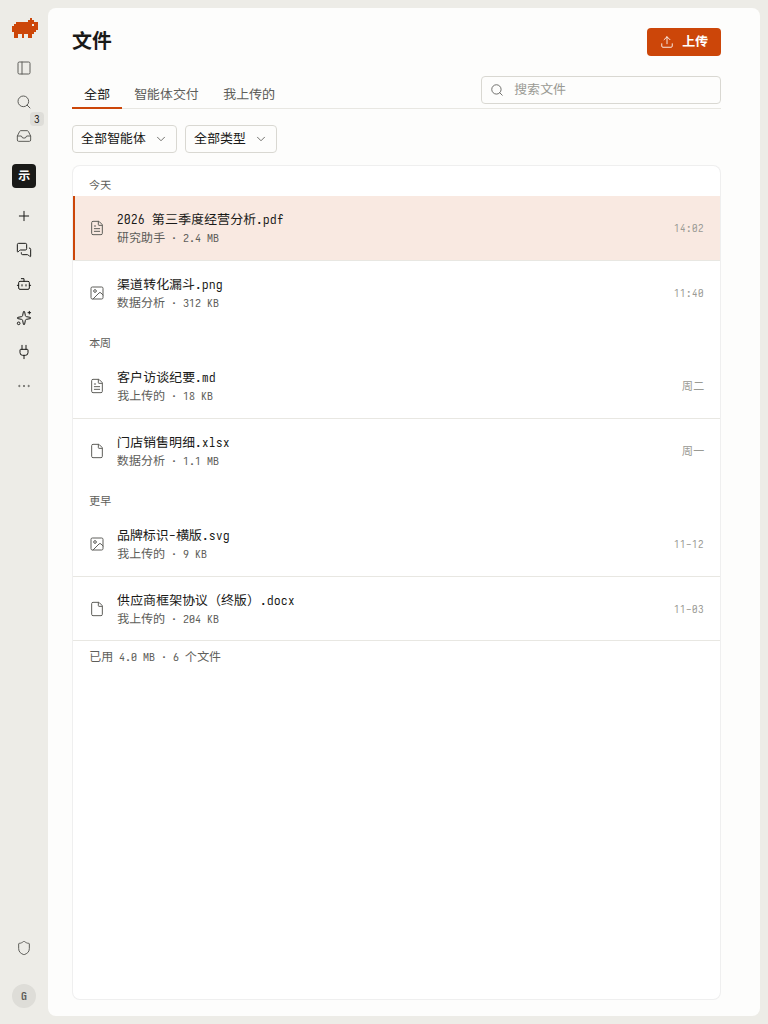 文件
上传
全部
智能体交付
我上传的
搜索文件
3
示
全部智能体
全部类型
今天
2026 第三季度经营分析.pdf
研究助手 · 2.4 MB
14:02
渠道转化漏斗.png
数据分析 · 312 KB
11:40
本周
客户访谈纪要.md
我上传的 · 18 KB
周二
门店销售明细.xlsx
数据分析 · 1.1 MB
周一
更早
品牌标识-横版.svg
我上传的 · 9 KB
11-12
供应商框架协议（终版）.docx
我上传的 · 204 KB
11-03
已用 4.0 MB · 6 个文件
G